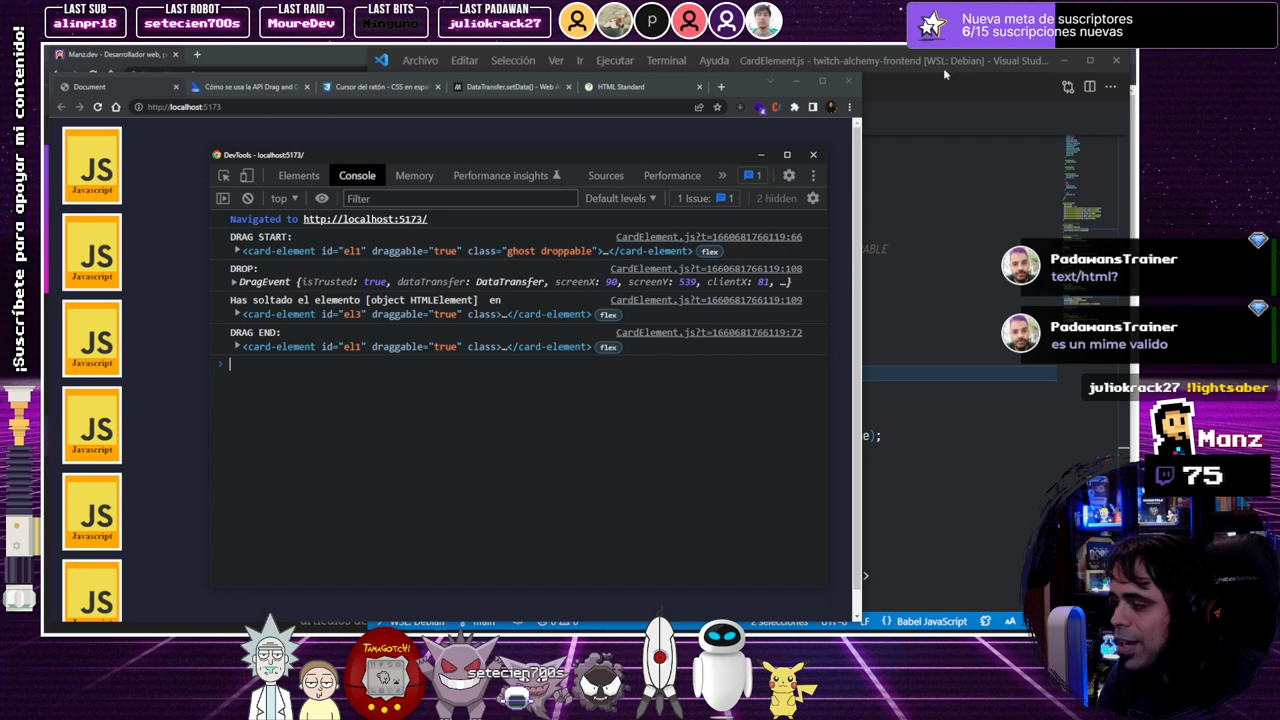 LAST SUB
alinpr18
LAST ROBOT
setecien700s
LAST RAID
MoureDev
LAST BITS
Ninguno
LAST PADAWAN
juliokrack27
Nueva meta de suscriptores
6/15 suscripciones nuevas
¡Suscríbete para apoyar mi contenido!
Manz.dev - Desarrollador web, p
Archivo Editar Selección Ver Ir Ejecutar Terminal Ayuda
CardElement.js - twitch-alchemy-frontend [WSL: Debian] - Visual Stud...
Document
Cómo se usa la API Drag and D
Cursor del ratón - CSS en espa
DataTransfer.setData() - Web A
HTML Standard
http://localhost:5173
DevTools - localhost:5173/
Elements Console Memory Performance insights Sources Performance » 1
top Filter Default levels 1 Issue: 1 2 hidden
Navigated to http://localhost:5173/
DRAG START: CardElement.js?t=1660681766119:66
<card-element id="el1" draggable="true" class="ghost droppable">…</card-element> flex
DROP: CardElement.js?t=1660681766119:108
DragEvent {isTrusted: true, dataTransfer: DataTransfer, screenX: 90, screenY: 539, clientX: 81, …}
Has soltado el elemento [object HTMLElement] en CardElement.js?t=1660681766119:109
<card-element id="el3" draggable="true" class>…</card-element> flex
DRAG END: CardElement.js?t=1660681766119:72
<card-element id="el1" draggable="true" class>…</card-element> flex
>
JS
Javascript
JS
Javascript
JS
Javascript
JS
Javascript
JS
Javascript
JS
PadawansTrainer
text/html?
PadawansTrainer
es un mime valido
juliokrack27 !lightsaber
Manz
75
e);
>
WSL: Debian
main
2 selecciones
LF
{} Babel JavaScript
TAMAGOTCHI
setecien700s